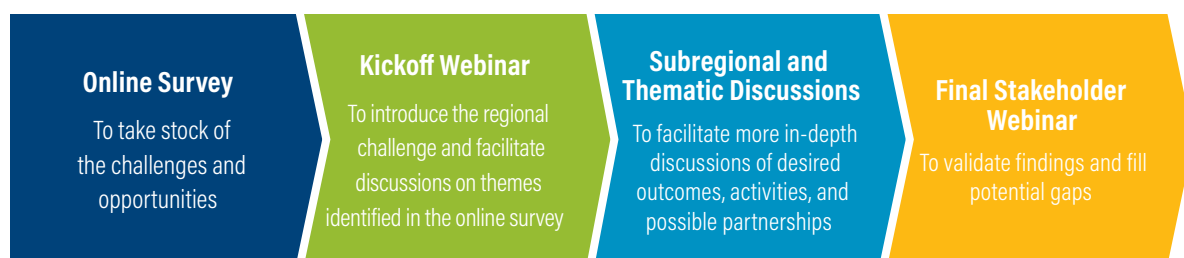 Online Survey
To take stock of
the challenges and
opportunities
Kickoff Webinar
To introduce the regional
challenge and facilitate
discussions on themes
identified in the online survey
Subregional and
Thematic Discussions
To facilitate more in-depth
discussions of desired
outcomes, activities, and
possible partnerships
Final Stakeholder
Webinar
To validate findings and fill
potential gaps